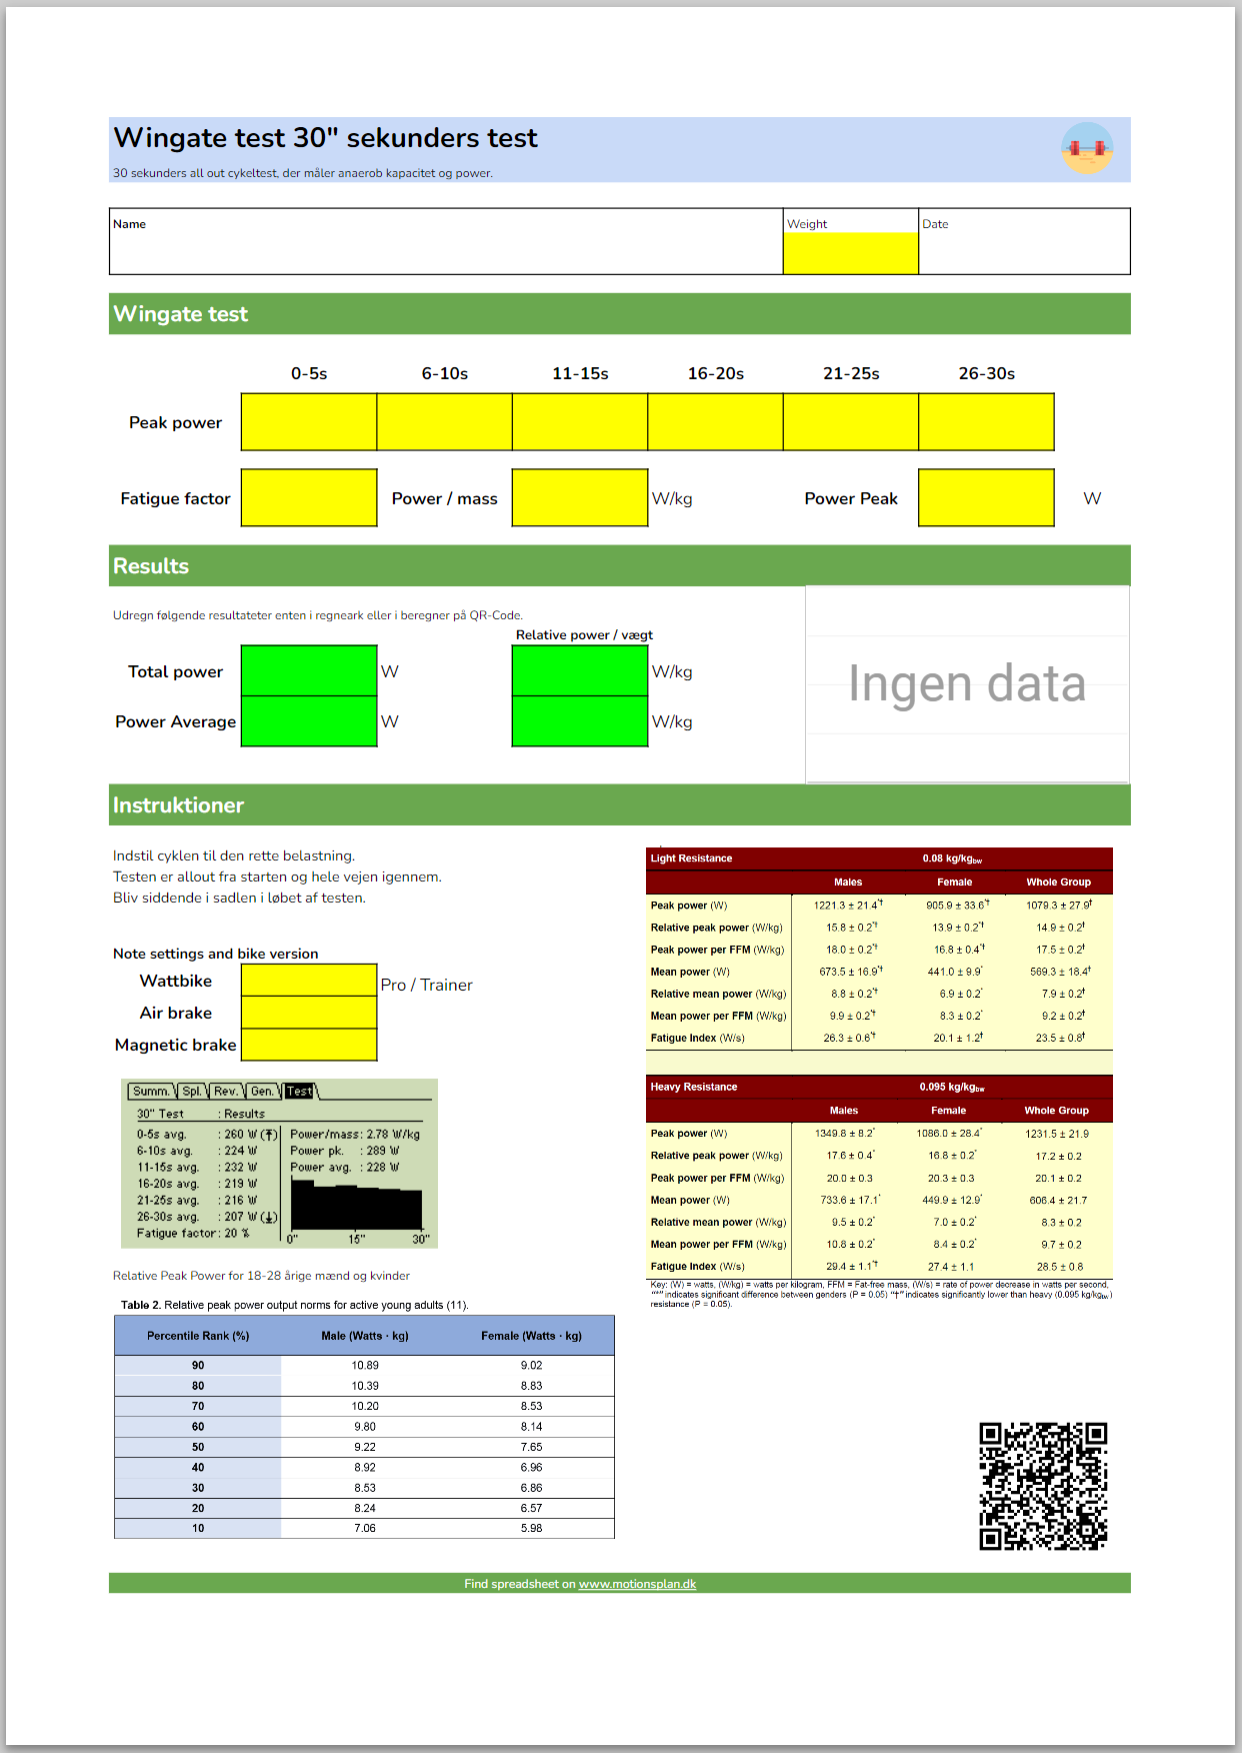 Wingate test 30" sekunders test
30 sekunders all out cykeltest, der måler anaerob kapacitet og power.
Name Weight Date
Wingate test
0-5s 6-10s 11-15s 16-20s 21-25s 26-30s
Peak power
Fatigue factor Power / mass W/kg Power Peak W
Results
Udregn følgende resultateter enten i regneark eller i beregner på QR-Code.
Relative power / vægt
Total power W W/kg
Power Average W W/kg
Ingen data
Instruktioner
Indstil cyklen til den rette belastning.
Testen er allout fra starten og hele vejen igennem.
Bliv siddende i sadlen i løbet af testen.
Note settings and bike version
Wattbike Pro / Trainer
Air brake
Magnetic brake
Summ. Spl. Rev. Gen. Test
30" Test : Results
0-5s avg. : 260 W (↑) Power/mass: 2.78 W/kg
6-10s avg. : 224 W Power pk. : 289 W
11-15s avg. : 232 W Power avg. : 228 W
16-20s avg. : 219 W
21-25s avg. : 216 W
26-30s avg. : 207 W (↓)
Fatigue factor: 20 % 0" 15" 30"
Relative Peak Power for 18-28 årige mænd og kvinder
Table 2. Relative peak power output norms for active young adults (11).
Percentile Rank (%) Male (Watts · kg) Female (Watts · kg)
90 10.89 9.02
80 10.39 8.83
70 10.20 8.53
60 9.80 8.14
50 9.22 7.65
40 8.92 6.96
30 8.53 6.86
20 8.24 6.57
10 7.06 5.98
Light Resistance 0.08 kg/kgbw
Males Female Whole Group
Peak power (W) 1221.3 ± 21.4*† 905.9 ± 33.6*† 1079.3 ± 27.9†
Relative peak power (W/kg) 15.8 ± 0.2*† 13.9 ± 0.2*† 14.9 ± 0.2†
Peak power per FFM (W/kg) 18.0 ± 0.2*† 16.8 ± 0.4*† 17.5 ± 0.2†
Mean power (W) 673.5 ± 16.9*† 441.0 ± 9.9* 569.3 ± 18.4†
Relative mean power (W/kg) 8.8 ± 0.2*† 6.9 ± 0.2* 7.9 ± 0.2†
Mean power per FFM (W/kg) 9.9 ± 0.2*† 8.3 ± 0.2* 9.2 ± 0.2†
Fatigue Index (W/s) 26.3 ± 0.6*† 20.1 ± 1.2† 23.5 ± 0.8†
Heavy Resistance 0.095 kg/kgbw
Males Female Whole Group
Peak power (W) 1349.8 ± 8.2* 1086.0 ± 28.4* 1231.5 ± 21.9
Relative peak power (W/kg) 17.6 ± 0.4* 16.8 ± 0.2* 17.2 ± 0.2
Peak power per FFM (W/kg) 20.0 ± 0.3 20.3 ± 0.3 20.1 ± 0.2
Mean power (W) 733.6 ± 17.1* 449.9 ± 12.9* 606.4 ± 21.7
Relative mean power (W/kg) 9.5 ± 0.2* 7.0 ± 0.2* 8.3 ± 0.2
Mean power per FFM (W/kg) 10.8 ± 0.2* 8.4 ± 0.2* 9.7 ± 0.2
Fatigue Index (W/s) 29.4 ± 1.1*† 27.4 ± 1.1 28.5 ± 0.8
Key: (W) = watts, (W/kg) = watts per kilogram, FFM = Fat-free mass, (W/s) = rate of power decrease in watts per second,
"*" indicates significant difference between genders (P = 0.05) "†" indicates significantly lower than heavy (0.095 kg/kgbw)
resistance (P = 0.05).
Find spreadsheet on www.motionsplan.dk